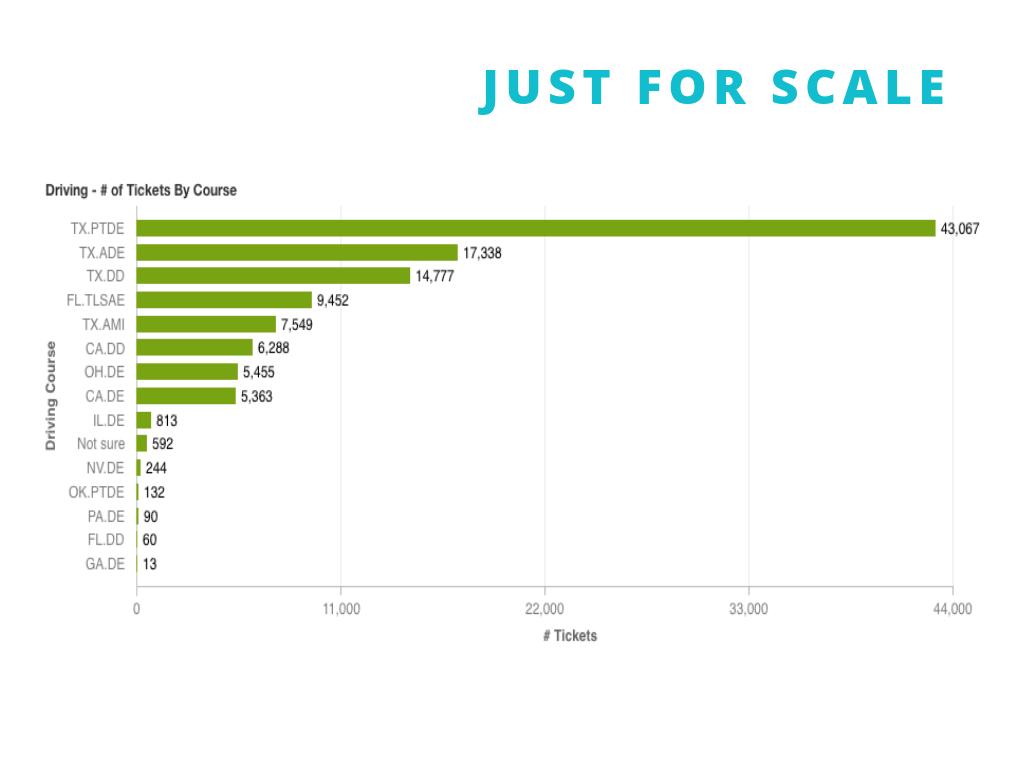 JUST FOR SCALE
Driving - # of Tickets By Course
TX.PTDE 43,067
TX.ADE 17,338
TX.DD 14,777
FL.TLSAE 9,452
TX.AMI 7,549
CA.DD 6,288
OH.DE 5,455
CA.DE 5,363
IL.DE 813
Not sure 592
NV.DE 244
OK.PTDE 132
PA.DE 90
FL.DD 60
GA.DE 13
Driving Course
0 11,000 22,000 33,000 44,000
# Tickets